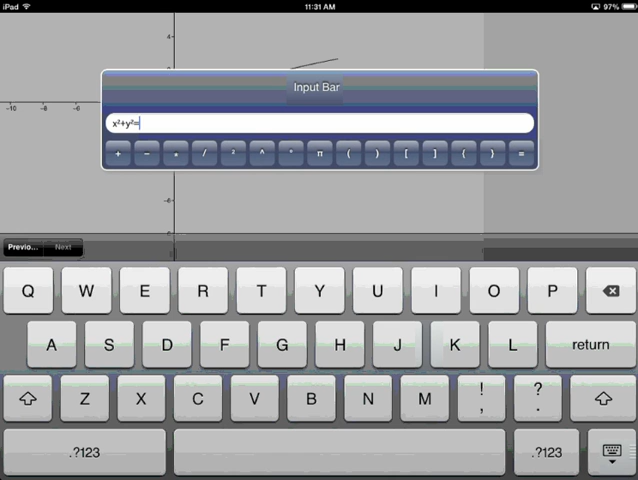 iPad 11:31 AM 97%
4
-10 -8 -6
Input Bar
x²+y²=
+ - * / ² ^ ° π ( ) [ ] { } =
-6
Previo... Next
Q W E R T Y U I O P
A S D F G H J K L return
Z X C V B N M ! , ? .
.?123 .?123